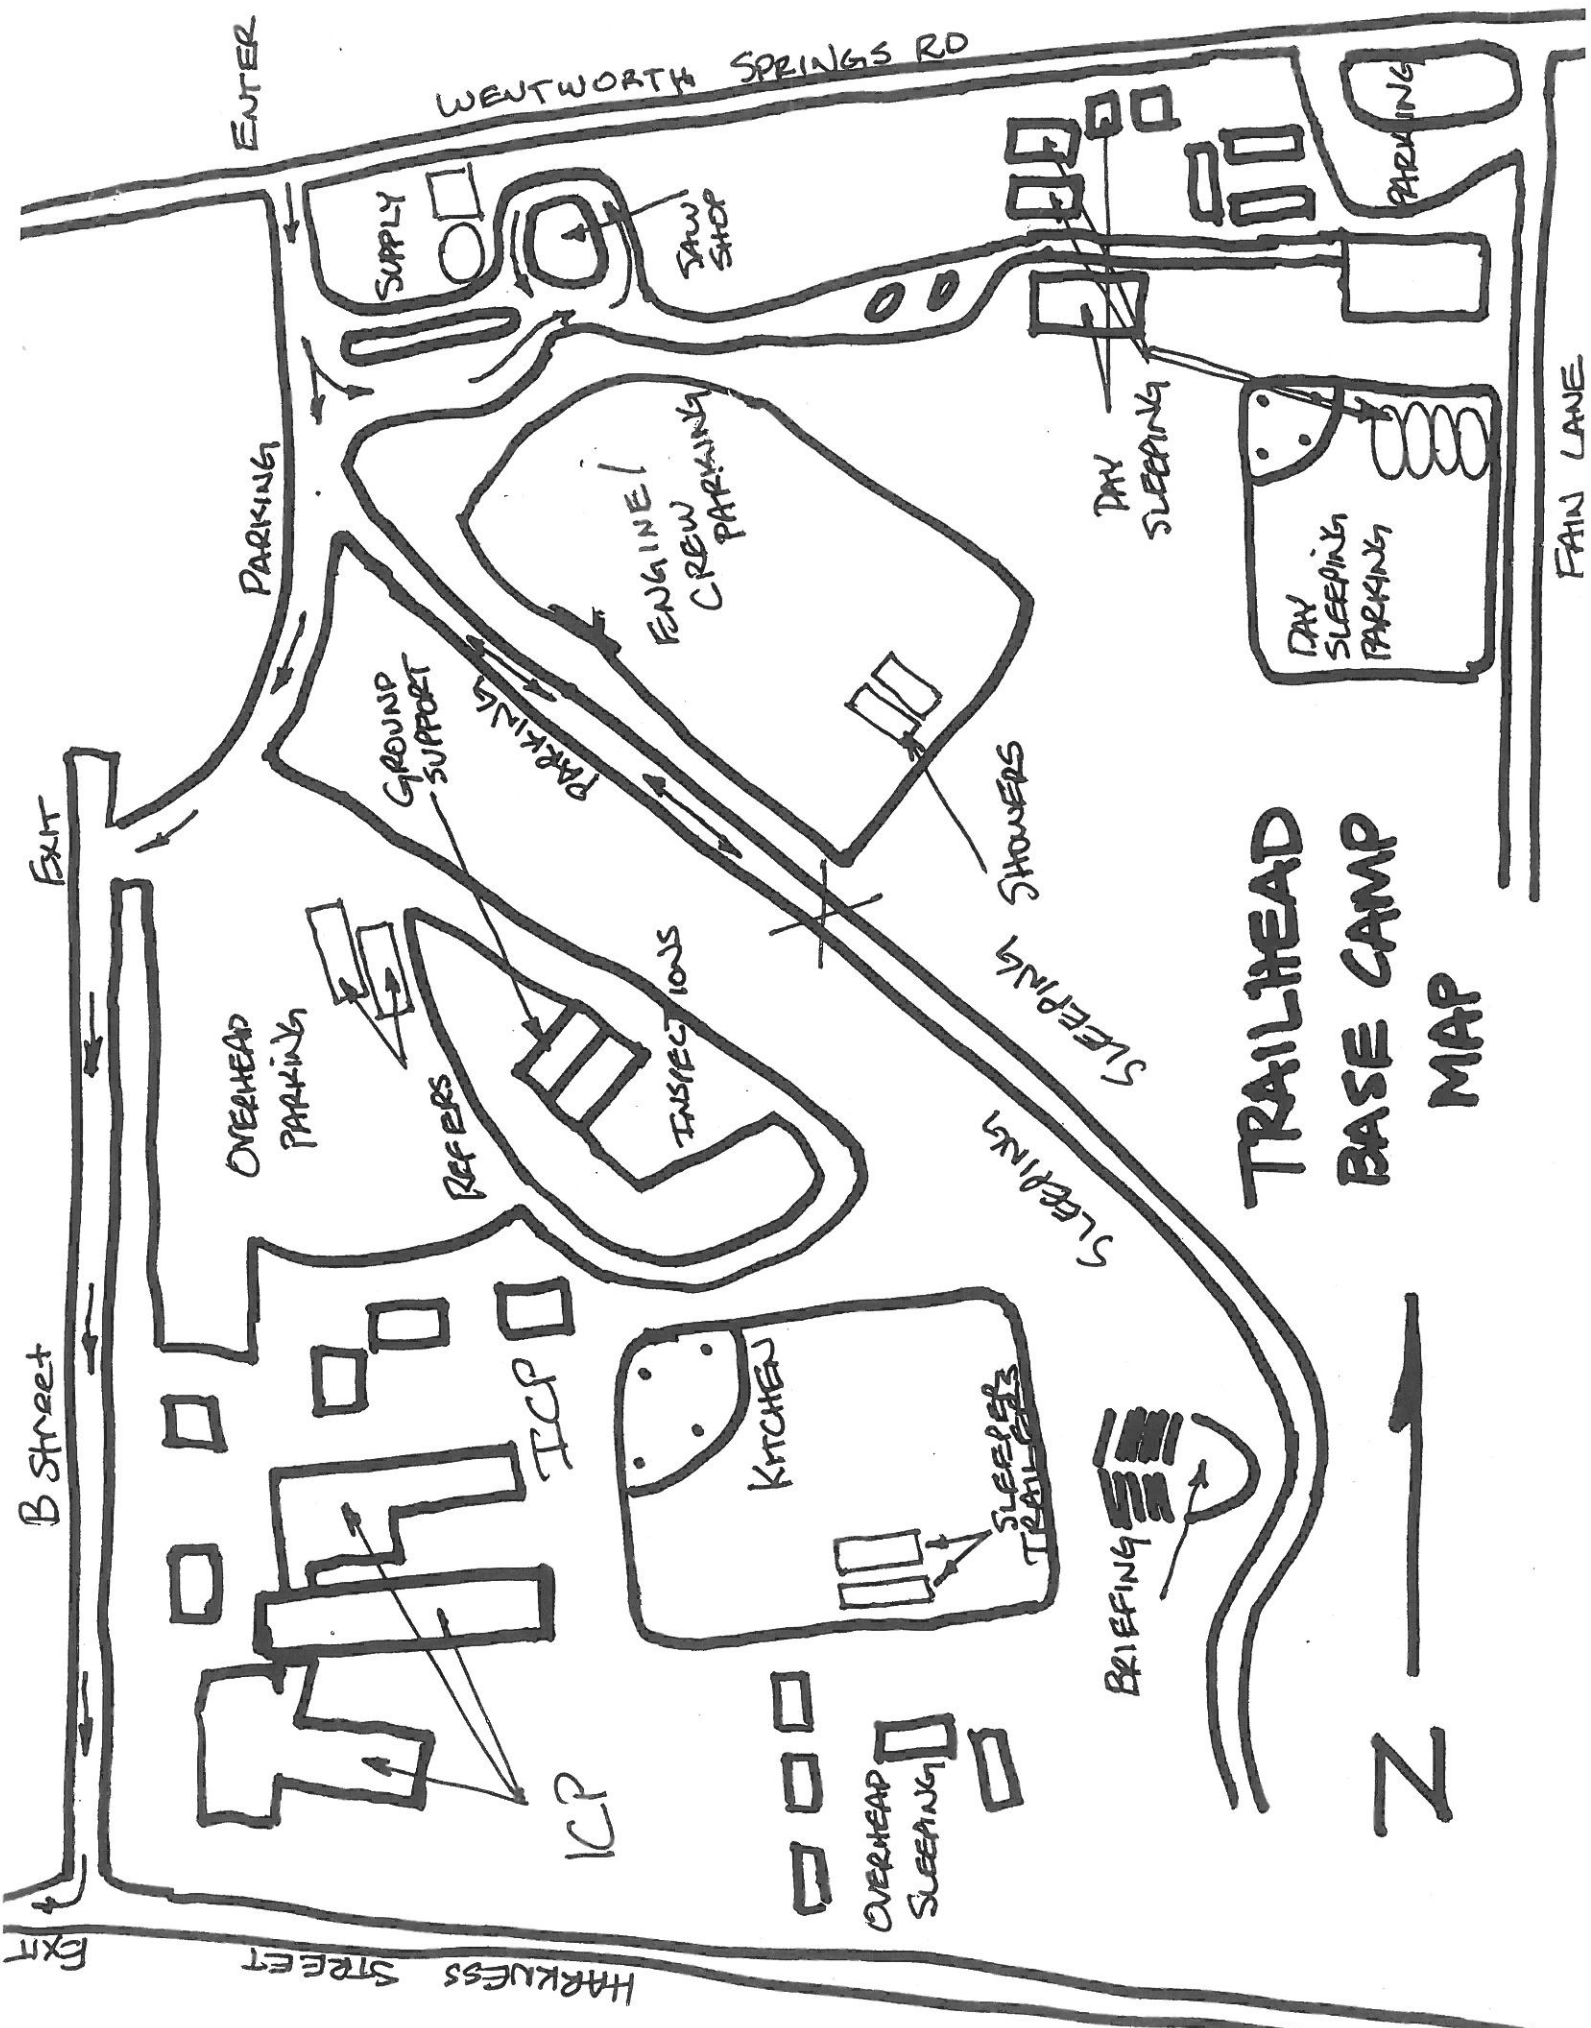 ENTER
WENTWORTH SPRINGS RD
SUPPLY
SAW
SHOP
PARKING
PARKING
ENGINE /
CREW
PARKING
DAY
SLEEPING
DAY
SLEEPING
PARKING
FAIN LANE
EXIT
GROUND
SUPPORT
PARKING
SHOWERS
OVERHEAD
PARKING
REFERS
INSPECTIONS
SLEEPING
SLEEPING
TRAILHEAD
BASE CAMP
MAP
B Street
ICP
KITCHEN
SLEEPER
TRAILERS
BRIEFING
ICP
OVERHEAD
SLEEPING
N
EXIT
HARKNESS STREET